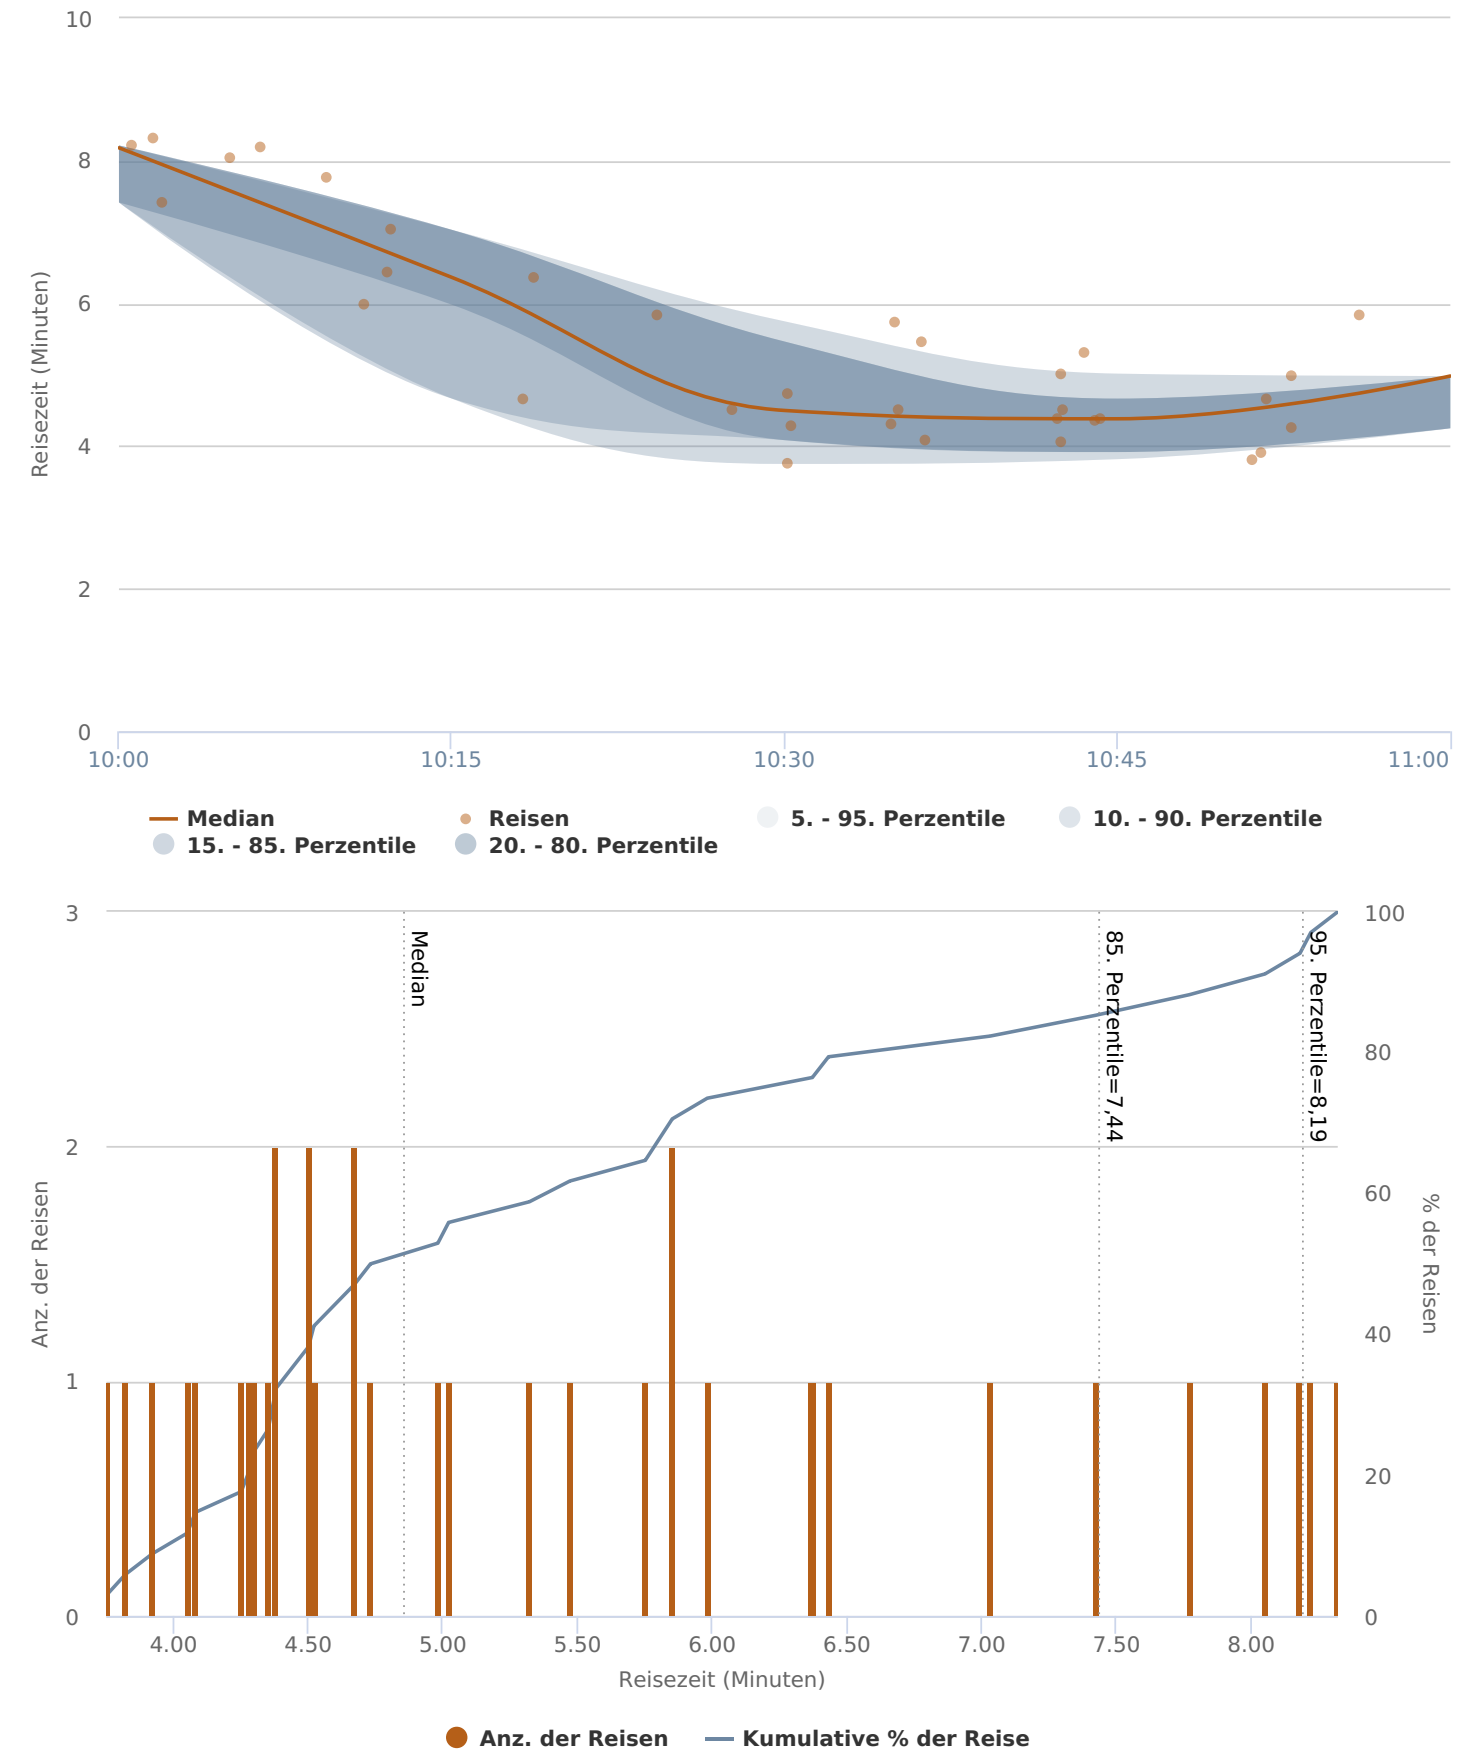 10
8
6
4
2
0
Reisezeit (Minuten)
10:00 10:15 10:30 10:45 11:00
Median Reisen 5. - 95. Perzentile 10. - 90. Perzentile
15. - 85. Perzentile 20. - 80. Perzentile
3
2
1
0
Anz. der Reisen
Median
85. Perzentile=7,44
95. Perzentile=8,19
100
80
60
40
20
0
% der Reisen
4.00 4.50 5.00 5.50 6.00 6.50 7.00 7.50 8.00
Reisezeit (Minuten)
Anz. der Reisen Kumulative % der Reise